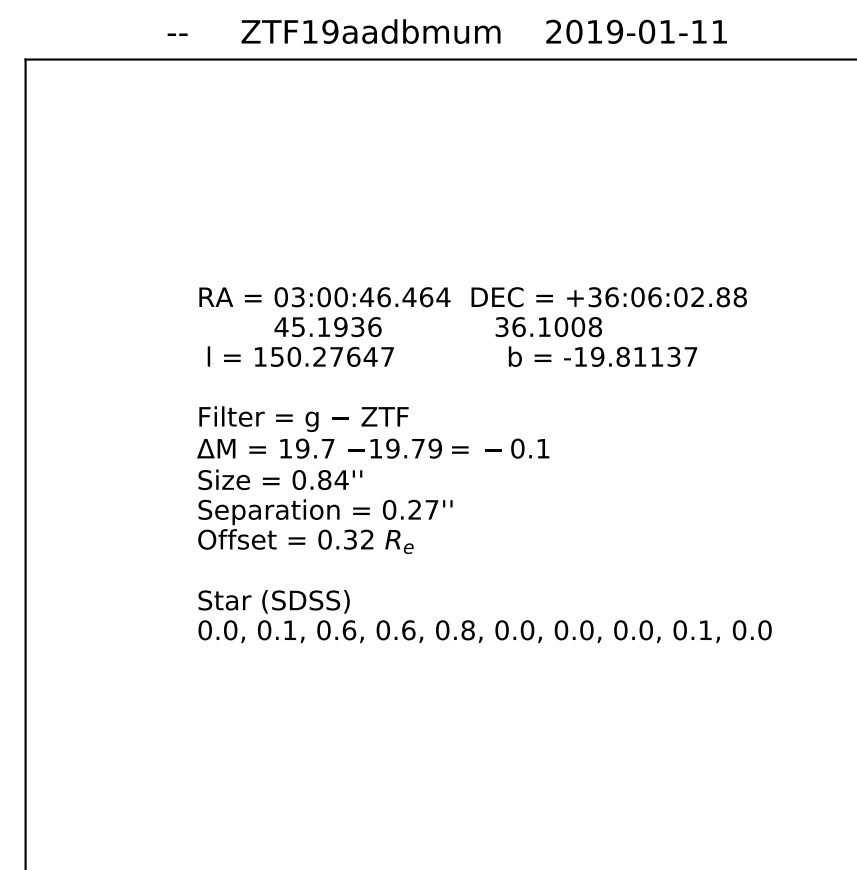 -- ZTF19aadbmum 2019-01-11
RA = 03:00:46.464 DEC = +36:06:02.88
45.1936 36.1008
l = 150.27647 b = -19.81137
Filter = g − ZTF
ΔM = 19.7 −19.79 = − 0.1
Size = 0.84''
Separation = 0.27''
Offset = 0.32 Re
Star (SDSS)
0.0, 0.1, 0.6, 0.6, 0.8, 0.0, 0.0, 0.0, 0.1, 0.0